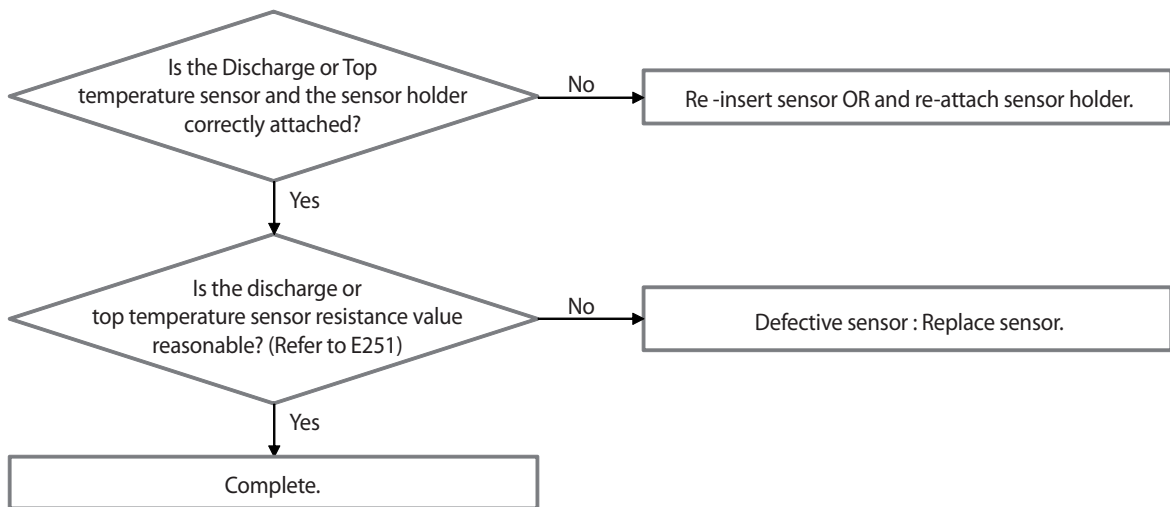 Is the Discharge or Top
temperature sensor and the sensor holder
correctly attached?
No
Re -insert sensor OR and re-attach sensor holder.
Yes
Is the discharge or
top temperature sensor resistance value
reasonable? (Refer to E251)
No
Defective sensor : Replace sensor.
Yes
Complete.